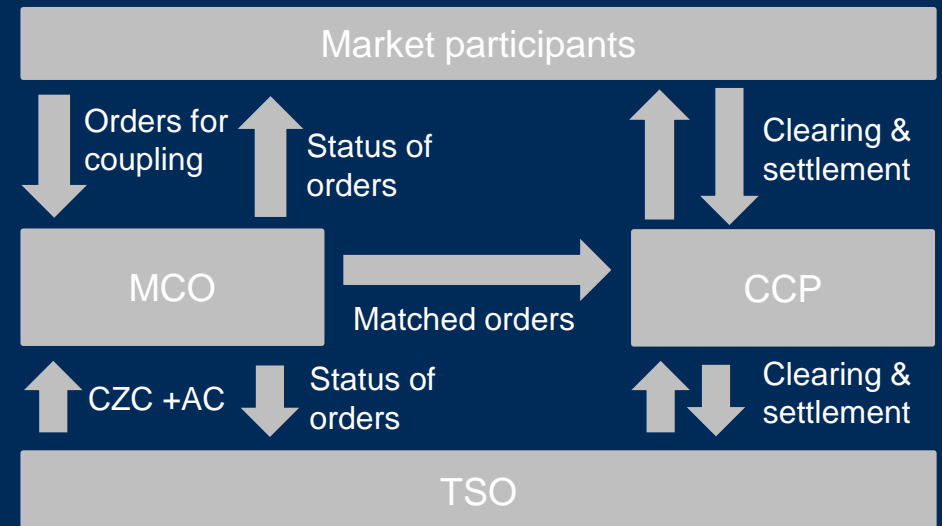 Market participants
Orders for
coupling
Status of
orders
Clearing &
settlement
MCO
CCP
Matched orders
CZC +AC
Status of
orders
Clearing &
settlement
TSO